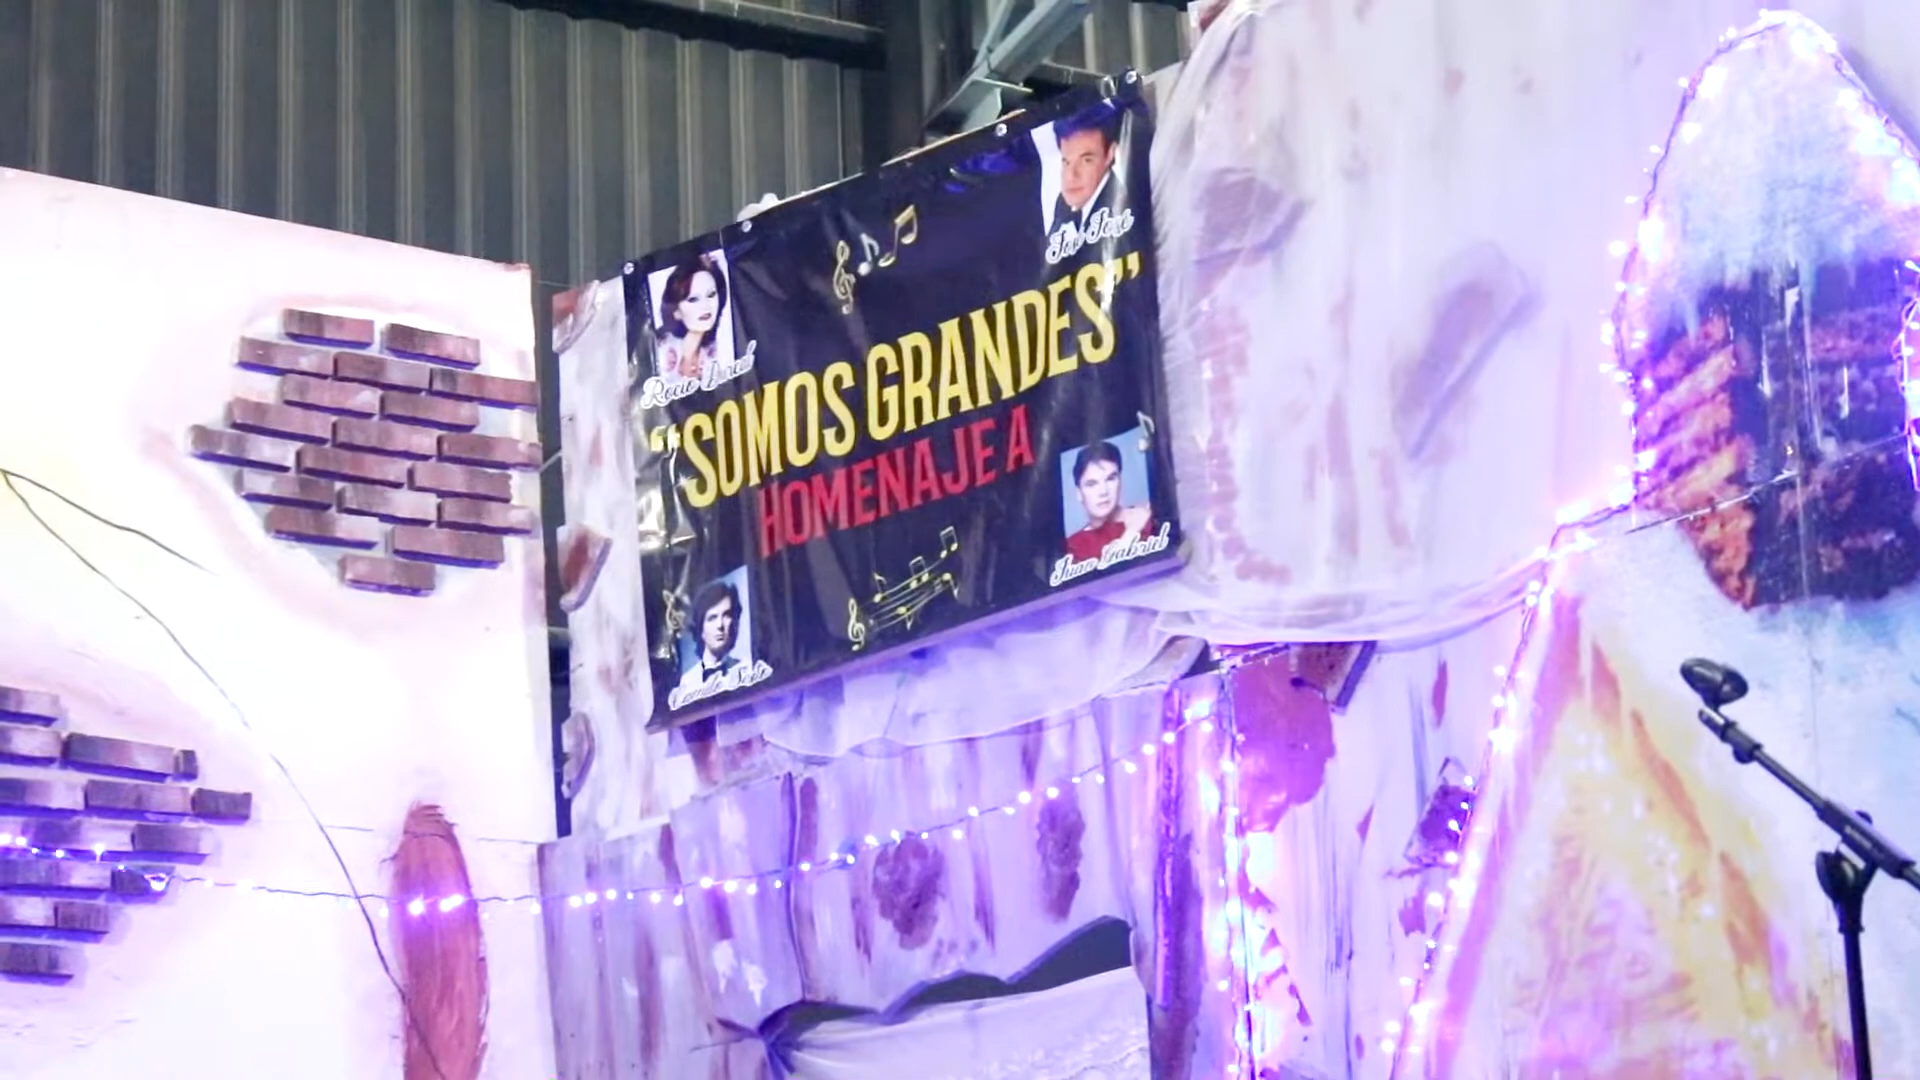 José José
Rocío Dúrcal
"SOMOS GRANDES"
HOMENAJE A
Juan Gabriel
Camilo Sesto